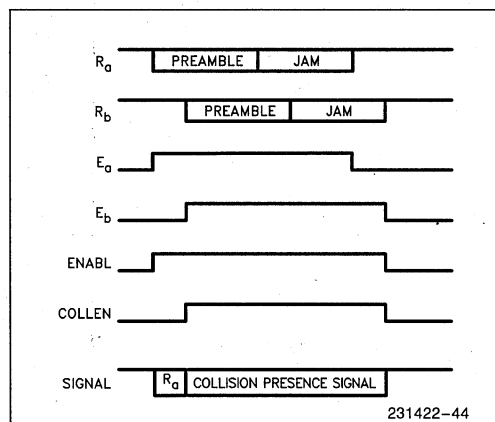 Ra PREAMBLE JAM
Rb PREAMBLE JAM
Ea
Eb
ENABL
COLLEN
SIGNAL Ra COLLISION PRESENCE SIGNAL
231422-44